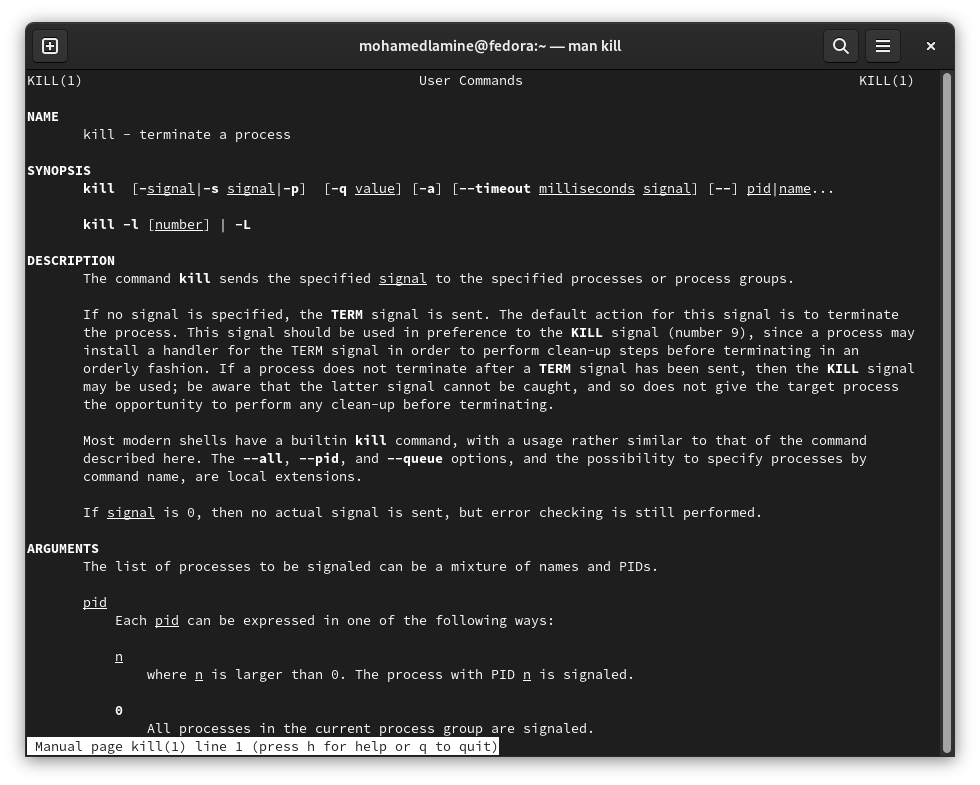 mohamedlamine@fedora:~ — man kill
KILL(1) User Commands KILL(1)
NAME
kill - terminate a process
SYNOPSIS
kill [-signal|-s signal|-p] [-q value] [-a] [--timeout milliseconds signal] [--] pid|name...
kill -l [number] | -L
DESCRIPTION
The command kill sends the specified signal to the specified processes or process groups.
If no signal is specified, the TERM signal is sent. The default action for this signal is to terminate
the process. This signal should be used in preference to the KILL signal (number 9), since a process may
install a handler for the TERM signal in order to perform clean-up steps before terminating in an
orderly fashion. If a process does not terminate after a TERM signal has been sent, then the KILL signal
may be used; be aware that the latter signal cannot be caught, and so does not give the target process
the opportunity to perform any clean-up before terminating.
Most modern shells have a builtin kill command, with a usage rather similar to that of the command
described here. The --all, --pid, and --queue options, and the possibility to specify processes by
command name, are local extensions.
If signal is 0, then no actual signal is sent, but error checking is still performed.
ARGUMENTS
The list of processes to be signaled can be a mixture of names and PIDs.
pid
Each pid can be expressed in one of the following ways:
n
where n is larger than 0. The process with PID n is signaled.
0
All processes in the current process group are signaled.
Manual page kill(1) line 1 (press h for help or q to quit)